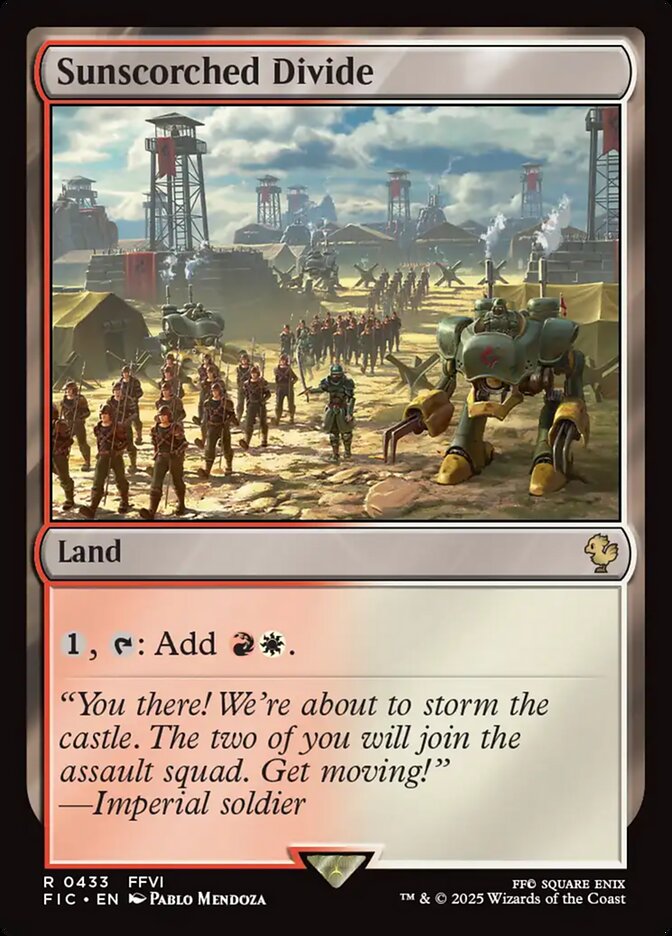 Sunscorched Divide
Land
1, : Add .
“You there! We’re about to storm the
castle. The two of you will join the
assault squad. Get moving!”
—Imperial soldier
R 0433 FFVI
FIC • EN Pablo Mendoza
FF© SQUARE ENIX
™ & © 2025 Wizards of the Coast